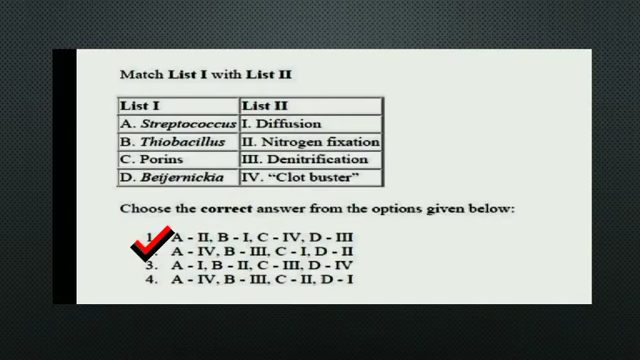 Match List I with List II
List I List II
A. Streptococcus I. Diffusion
B. Thiobacillus II. Nitrogen fixation
C. Porins III. Denitrification
D. Beijernickia IV. “Clot buster”
Choose the correct answer from the options given below:
1. A - II, B - I, C - IV, D - III
A - IV, B - III, C - I, D - II
3. A - I, B - II, C - III, D - IV
4. A - IV, B - III, C - II, D - I